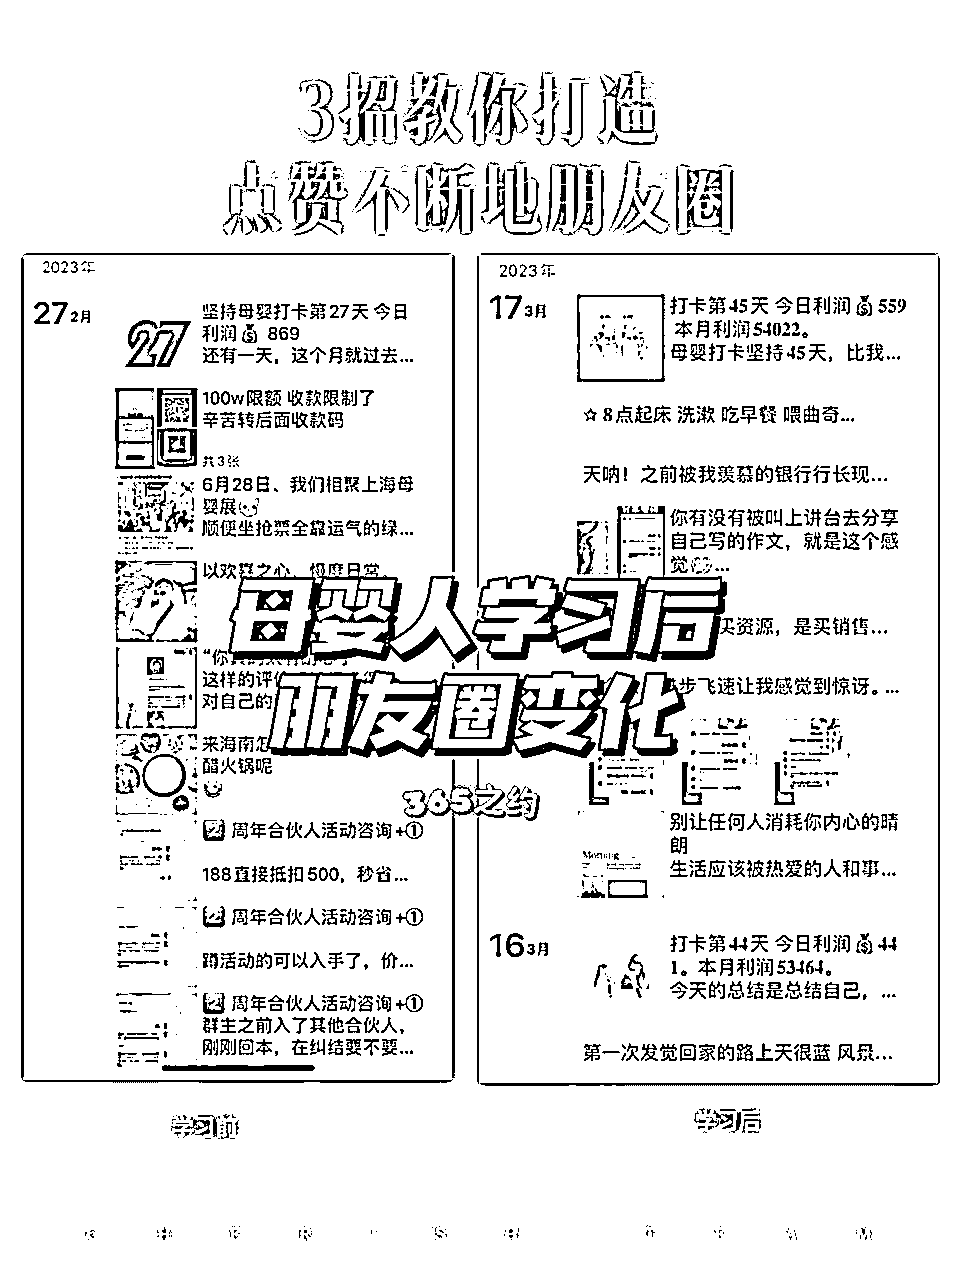 3招教你打造
点赞不断地朋友圈
2023年
27 2月
27
坚持母婴打卡第27天 今日
利润💰 869
还有一天，这个月就过去...
100w限额 收款限制了
辛苦转后面收款码
共3张
6月28日、我们相聚上海母
婴展
顺便坐抢票全靠运气的绿...
以欢喜之心，慢度日常
这样的评
对自己的
来海南怎
醋火锅呢
周年合伙人活动咨询+①
188直接抵扣500，秒省...
周年合伙人活动咨询+①
蹲活动的可以入手了，价...
周年合伙人活动咨询+①
群主之前入了其他合伙人，
刚刚回本，在纠结要不要...
2023年
17 3月
打卡第45天 今日利润💰559
本月利润54022。
母婴打卡坚持45天，比我...
☆ 8点起床 洗漱 吃早餐 喂曲奇...
天呐！之前被我羡慕的银行行长现...
你有没有被叫上讲台去分享
自己写的作文，就是这个感
觉...
买资源，是买销售...
步飞速让我感觉到惊讶。...
别让任何人消耗你内心的晴
朗
生活应该被热爱的人和事...
Morning
16 3月
打卡第44天 今日利润💰44
1。本月利润53464。
今天的总结是总结自己，...
第一次发觉回家的路上天很蓝 风景...
母婴人学习后
朋友圈变化
365之约
学习前
学习后